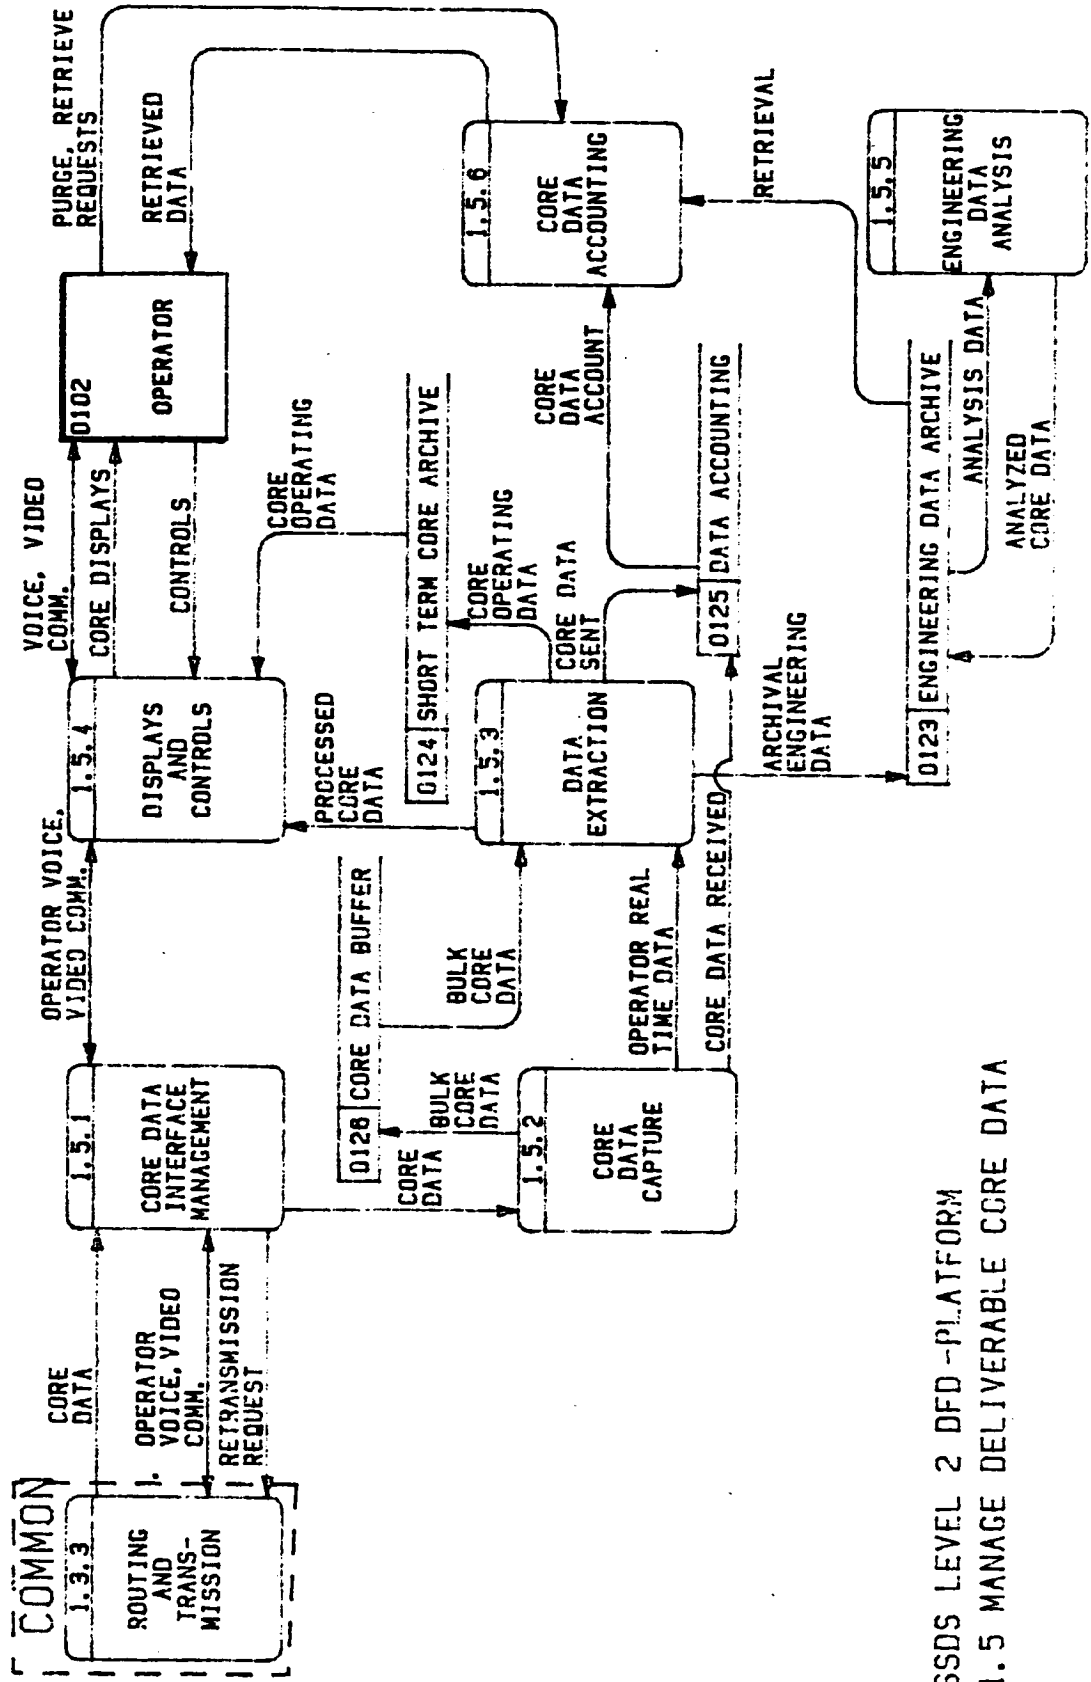 COMMON
1.3.3
ROUTING
AND
TRANS-
MISSION
CORE
DATA
1. OPERATOR
VOICE, VIDEO
COMM.
RETRANSMISSION
REQUEST
1.5.1
CORE DATA
INTERFACE
MANAGEMENT
OPERATOR VOICE,
VIDEO COMM.
1.5.4
DISPLAYS
AND
CONTROLS
VOICE, VIDEO
COMM.
CORE DISPLAYS
CONTROLS
0102
OPERATOR
PURGE, RETRIEVE
REQUESTS
RETRIEVED
DATA
CORE
OPERATING
DATA
PROCESSED
CORE
DATA
0126 CORE DATA BUFFER
0124 SHORT TERM CORE ARCHIVE
CORE
DATA
BULK
CORE
DATA
BULK
CORE
DATA
CORE
OPERATING
DATA
1.5.2
CORE
DATA
CAPTURE
1.5.3
DATA
EXTRACTION
CORE DATA
SENT
CORE
DATA
ACCOUNT
1.5.6
CORE
DATA
ACCOUNTING
OPERATOR REAL
TIME DATA
CORE DATA RECEIVED
0125 DATA ACCOUNTING
RETRIEVAL
ARCHIVAL
ENGINEERING
DATA
0123 ENGINEERING DATA ARCHIVE
1.5.5
ENGINEERING
DATA
ANALYSIS
ANALYSIS DATA
ANALYZED
CORE DATA
SSDS LEVEL 2 DFD-PLATFORM
1.5 MANAGE DELIVERABLE CORE DATA